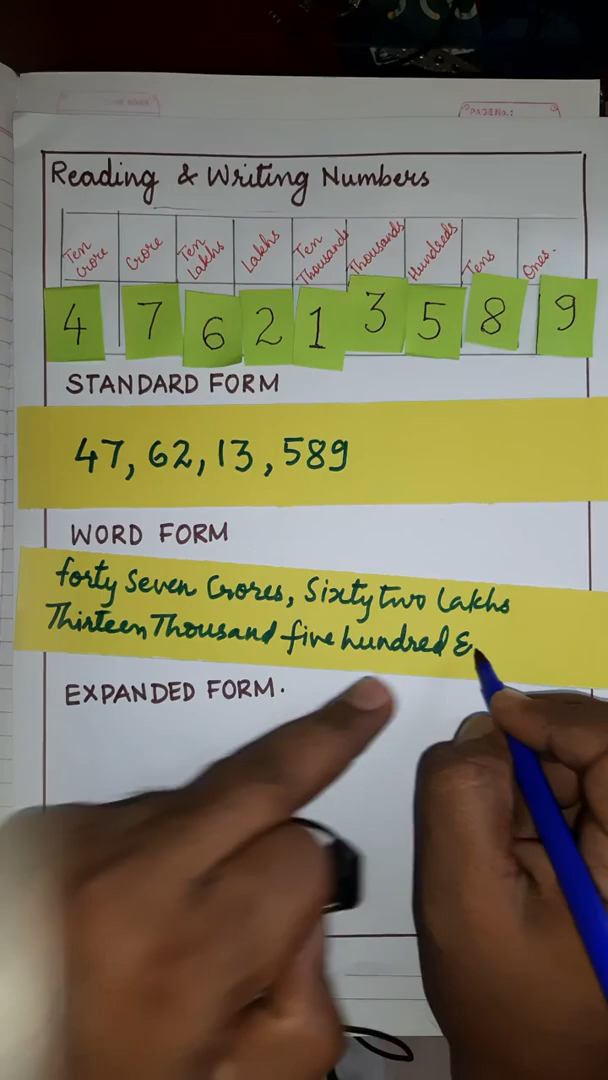 PAGE No.:
Reading & Writing Numbers
Ten Crore Crore Ten Lakhs Lakhs Ten Thousands Thousands Hundreds Tens Ones.
4 7 6 2 1 3 5 8 9
STANDARD FORM
47, 62, 13, 589
WORD FORM
forty Seven Crores, Sixty two Lakhs
Thirteen Thousand five hundred E
EXPANDED FORM.